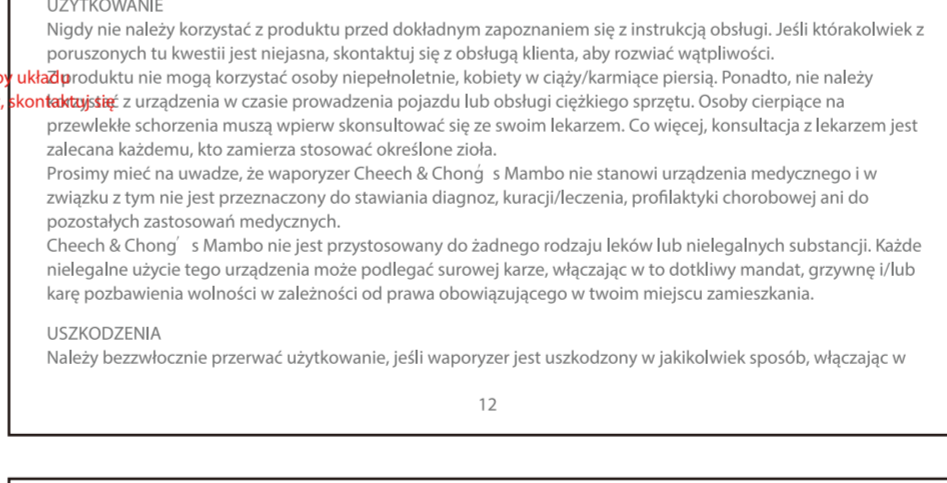 UŻYTKOWANIE
Nigdy nie należy korzystać z produktu przed dokładnym zapoznaniem się z instrukcją obsługi. Jeśli którakolwiek z
poruszonych tu kwestii jest niejasna, skontaktuj się z obsługą klienta, aby rozwiać wątpliwości.
układu
Z produktu nie mogą korzystać osoby niepełnoletnie, kobiety w ciąży/karmiące piersią. Ponadto, nie należy
, skontaktuj się
korzystać z urządzenia w czasie prowadzenia pojazdu lub obsługi ciężkiego sprzętu. Osoby cierpiące na
przewlekłe schorzenia muszą wpierw skonsultować się ze swoim lekarzem. Co więcej, konsultacja z lekarzem jest
zalecana każdemu, kto zamierza stosować określone zioła.
Prosimy mieć na uwadze, że waporyzer Cheech & Chong´ s Mambo nie stanowi urządzenia medycznego i w
związku z tym nie jest przeznaczony do stawiania diagnoz, kuracji/leczenia, profilaktyki chorobowej ani do
pozostałych zastosowań medycznych.
Cheech & Chong´ s Mambo nie jest przystosowany do żadnego rodzaju leków lub nielegalnych substancji. Każde
nielegalne użycie tego urządzenia może podlegać surowej karze, włączając w to dotkliwy mandat, grzywnę i/lub
karę pozbawienia wolności w zależności od prawa obowiązującego w twoim miejscu zamieszkania.
USZKODZENIA
Należy bezzwłocznie przerwać użytkowanie, jeśli waporyzer jest uszkodzony w jakikolwiek sposób, włączając w
12